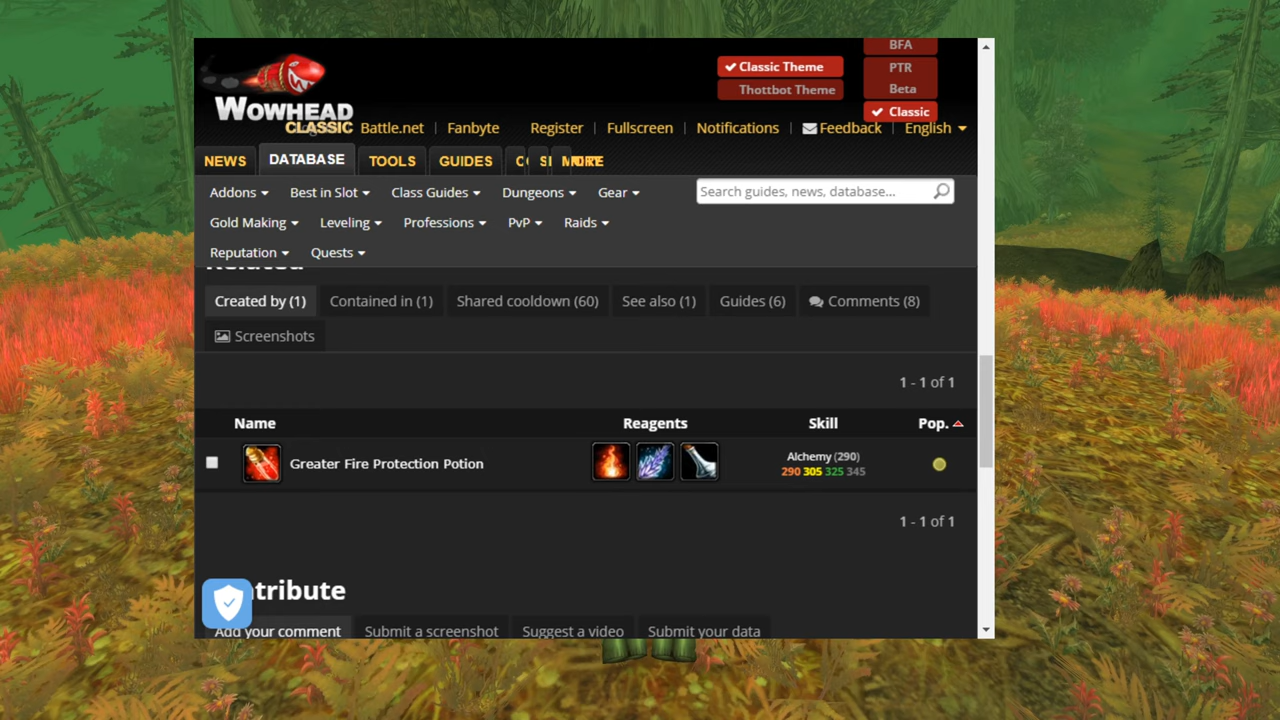 BFA
Classic Theme
PTR
Thottbot Theme
Beta
WOWHEAD
Classic
CLASSIC
Battle.net
Fanbyte
Register
Fullscreen
Notifications
Feedback
English
NEWS
DATABASE
TOOLS
GUIDES
MORE
Addons
Best in Slot
Class Guides
Dungeons
Gear
Search guides, news, database...
Gold Making
Leveling
Professions
PvP
Raids
Reputation
Quests
Related
Created by (1)
Contained in (1)
Shared cooldown (60)
See also (1)
Guides (6)
Comments (8)
Screenshots
1 - 1 of 1
Name
Reagents
Skill
Pop.
Greater Fire Protection Potion
Alchemy (290)
290 305 325 345
1 - 1 of 1
tribute
Add your comment
Submit a screenshot
Suggest a video
Submit your data